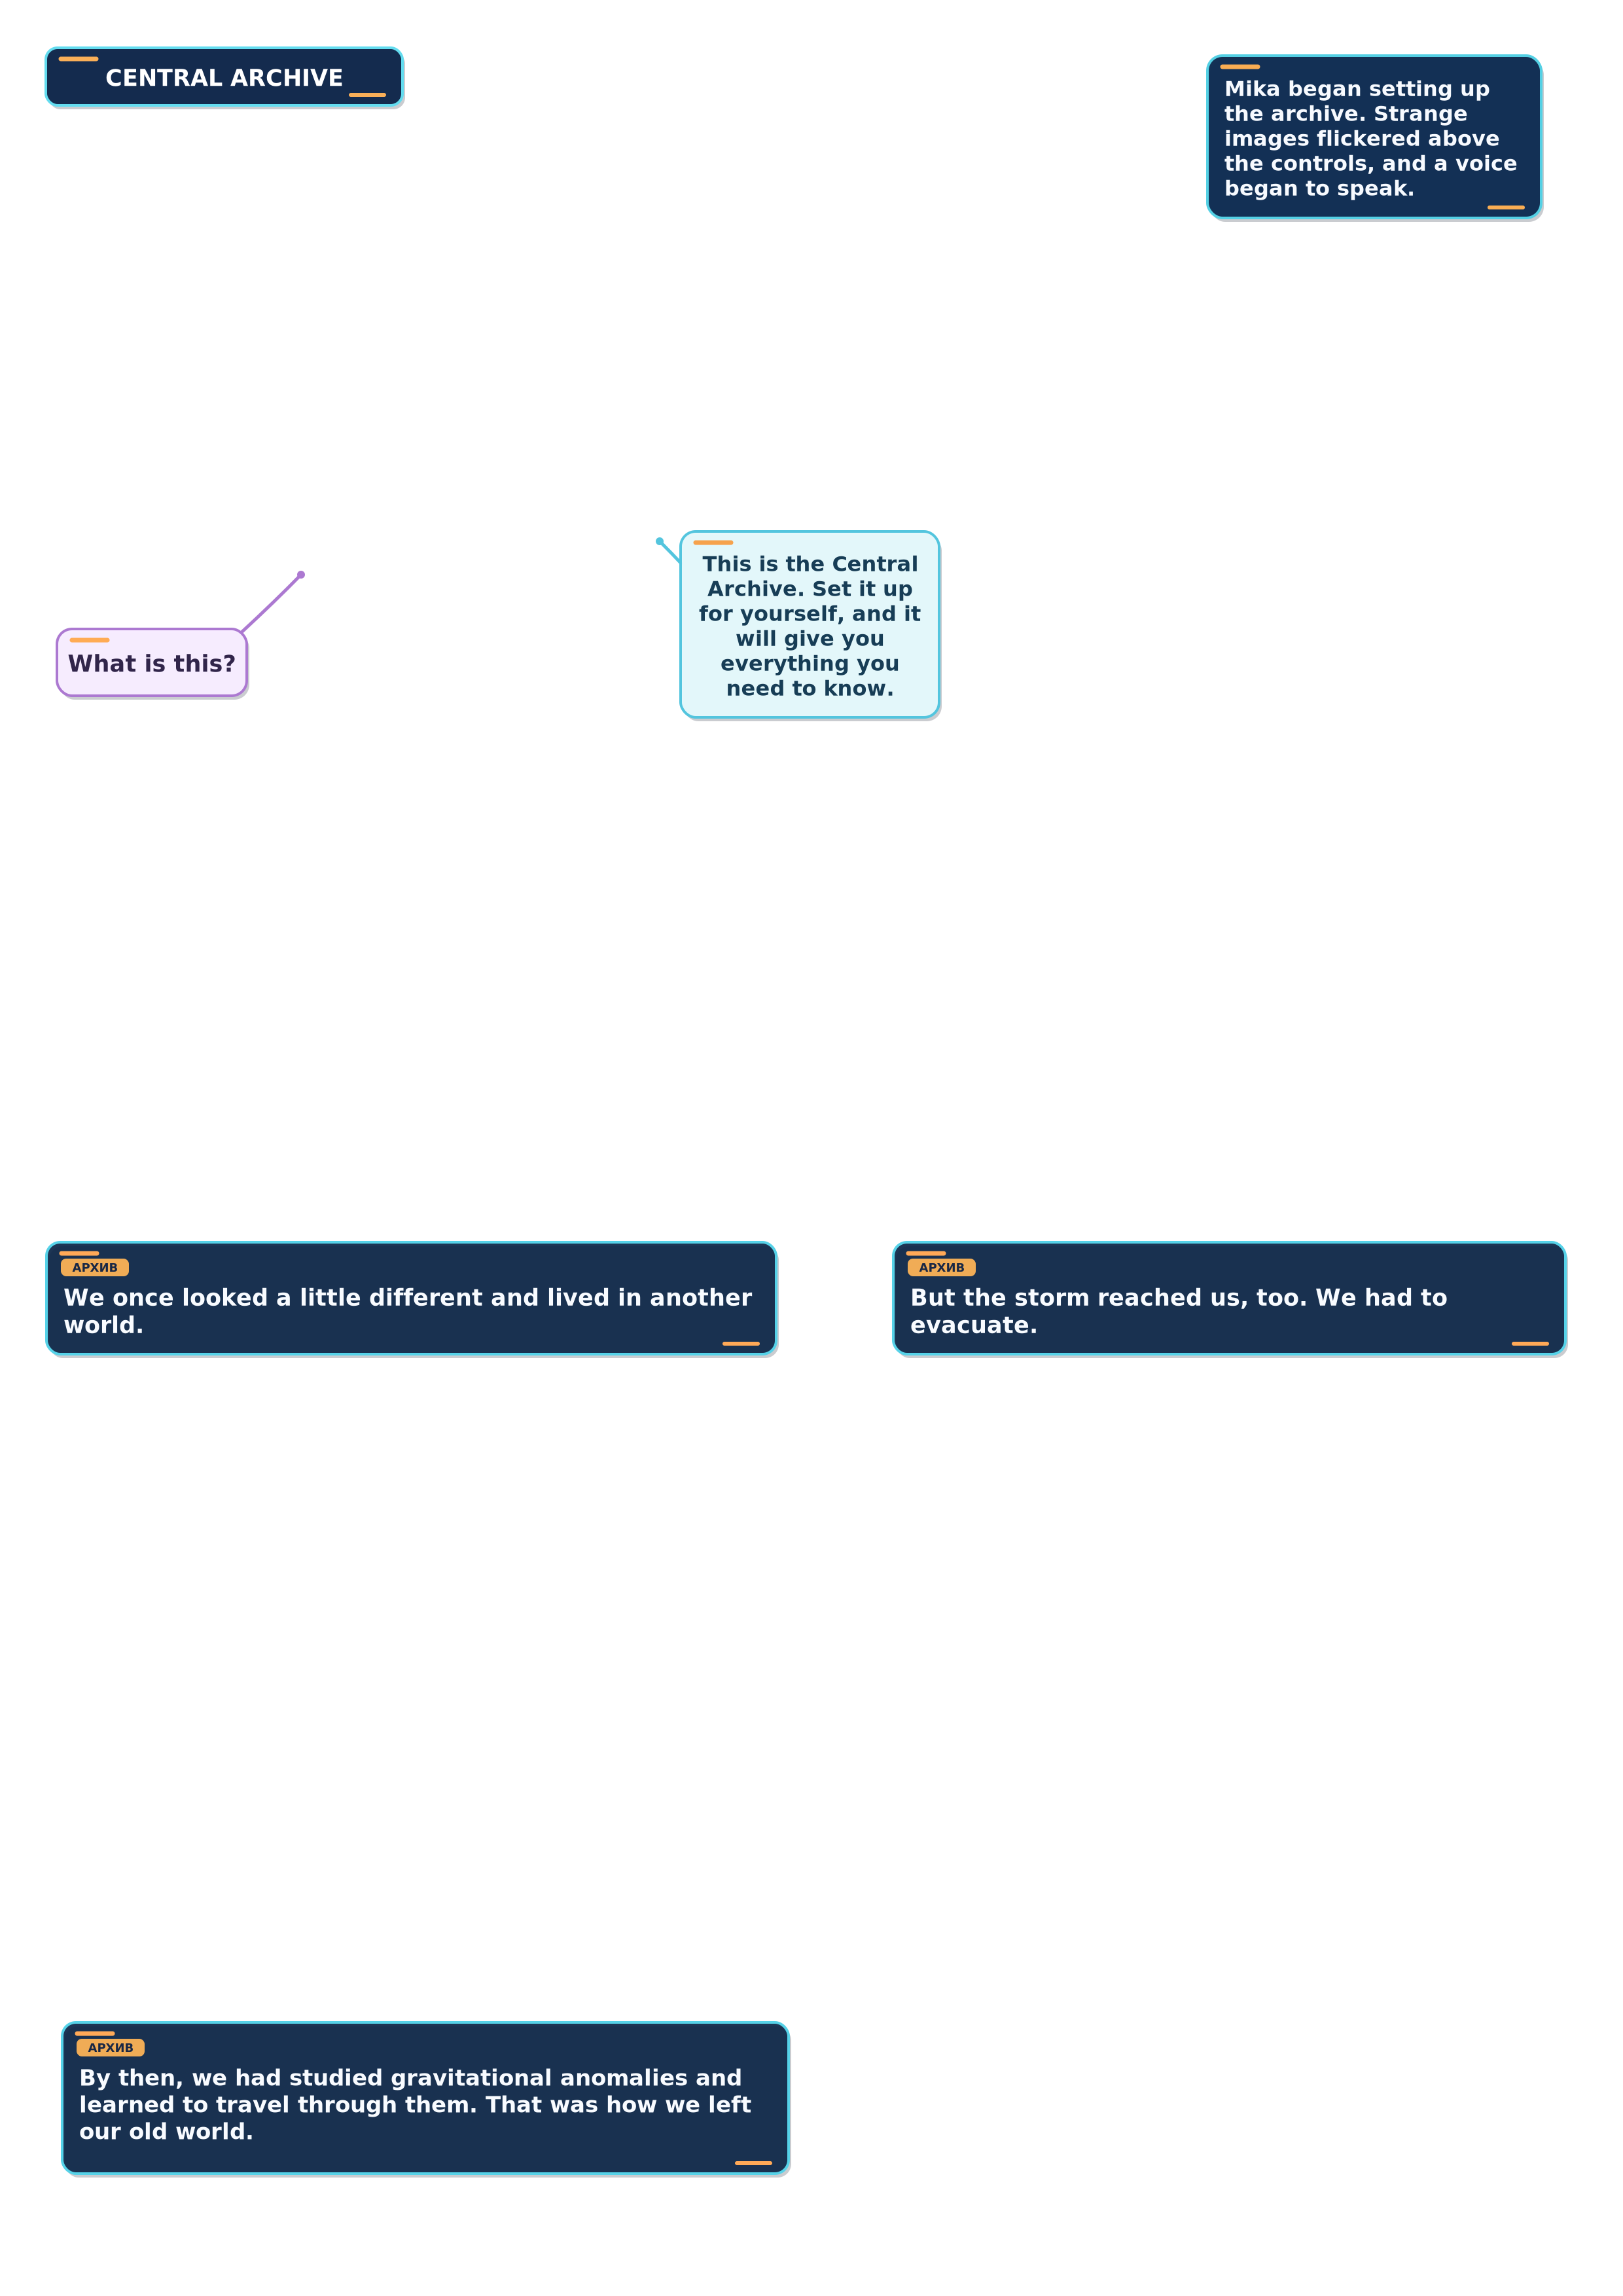 CENTRAL ARCHIVE
Mika began setting up
the archive. Strange
images flickered above
the controls, and a voice
began to speak.
What is this?
This is the Central
Archive. Set it up
for yourself, and it
will give you
everything you
need to know.
АРХИВ
We once looked a little different and lived in another
world.
АРХИВ
But the storm reached us, too. We had to
evacuate.
АРХИВ
By then, we had studied gravitational anomalies and
learned to travel through them. That was how we left
our old world.